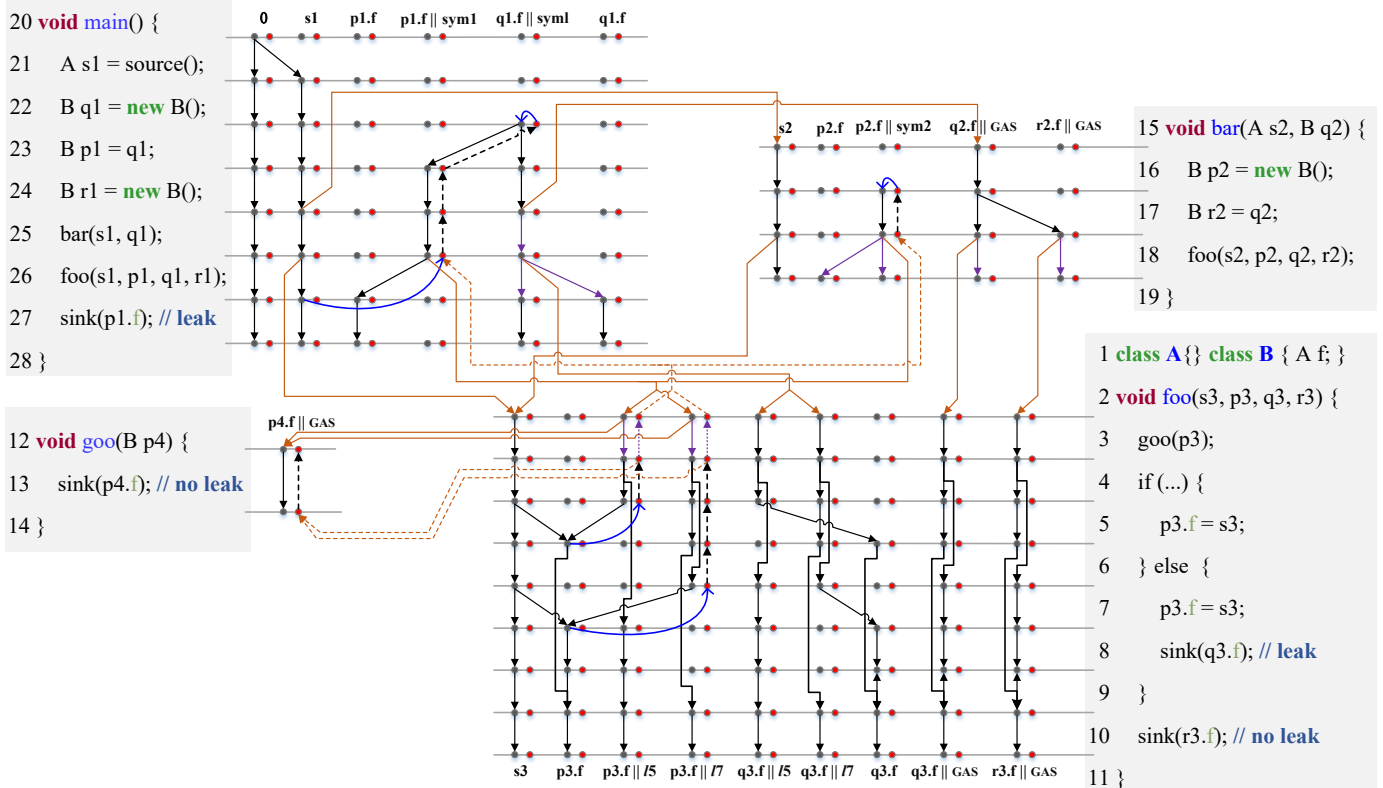 20 void main() {
21 A s1 = source();
22 B q1 = new B();
23 B p1 = q1;
24 B r1 = new B();
25 bar(s1, q1);
26 foo(s1, p1, q1, r1);
27 sink(p1.f); // leak
28 }
0 s1 p1.f p1.f || sym1 q1.f || syml q1.f
s2 p2.f p2.f || sym2 q2.f || GAS r2.f || GAS
15 void bar(A s2, B q2) {
16 B p2 = new B();
17 B r2 = q2;
18 foo(s2, p2, q2, r2);
19 }
1 class A{} class B { A f; }
2 void foo(s3, p3, q3, r3) {
3 goo(p3);
4 if (...) {
5 p3.f = s3;
6 } else {
7 p3.f = s3;
8 sink(q3.f); // leak
9 }
10 sink(r3.f); // no leak
11 }
12 void goo(B p4) {
13 sink(p4.f); // no leak
14 }
p4.f || GAS
s3 p3.f p3.f || l5 p3.f || l7 q3.f || l5 q3.f || l7 q3.f q3.f || GAS r3.f || GAS